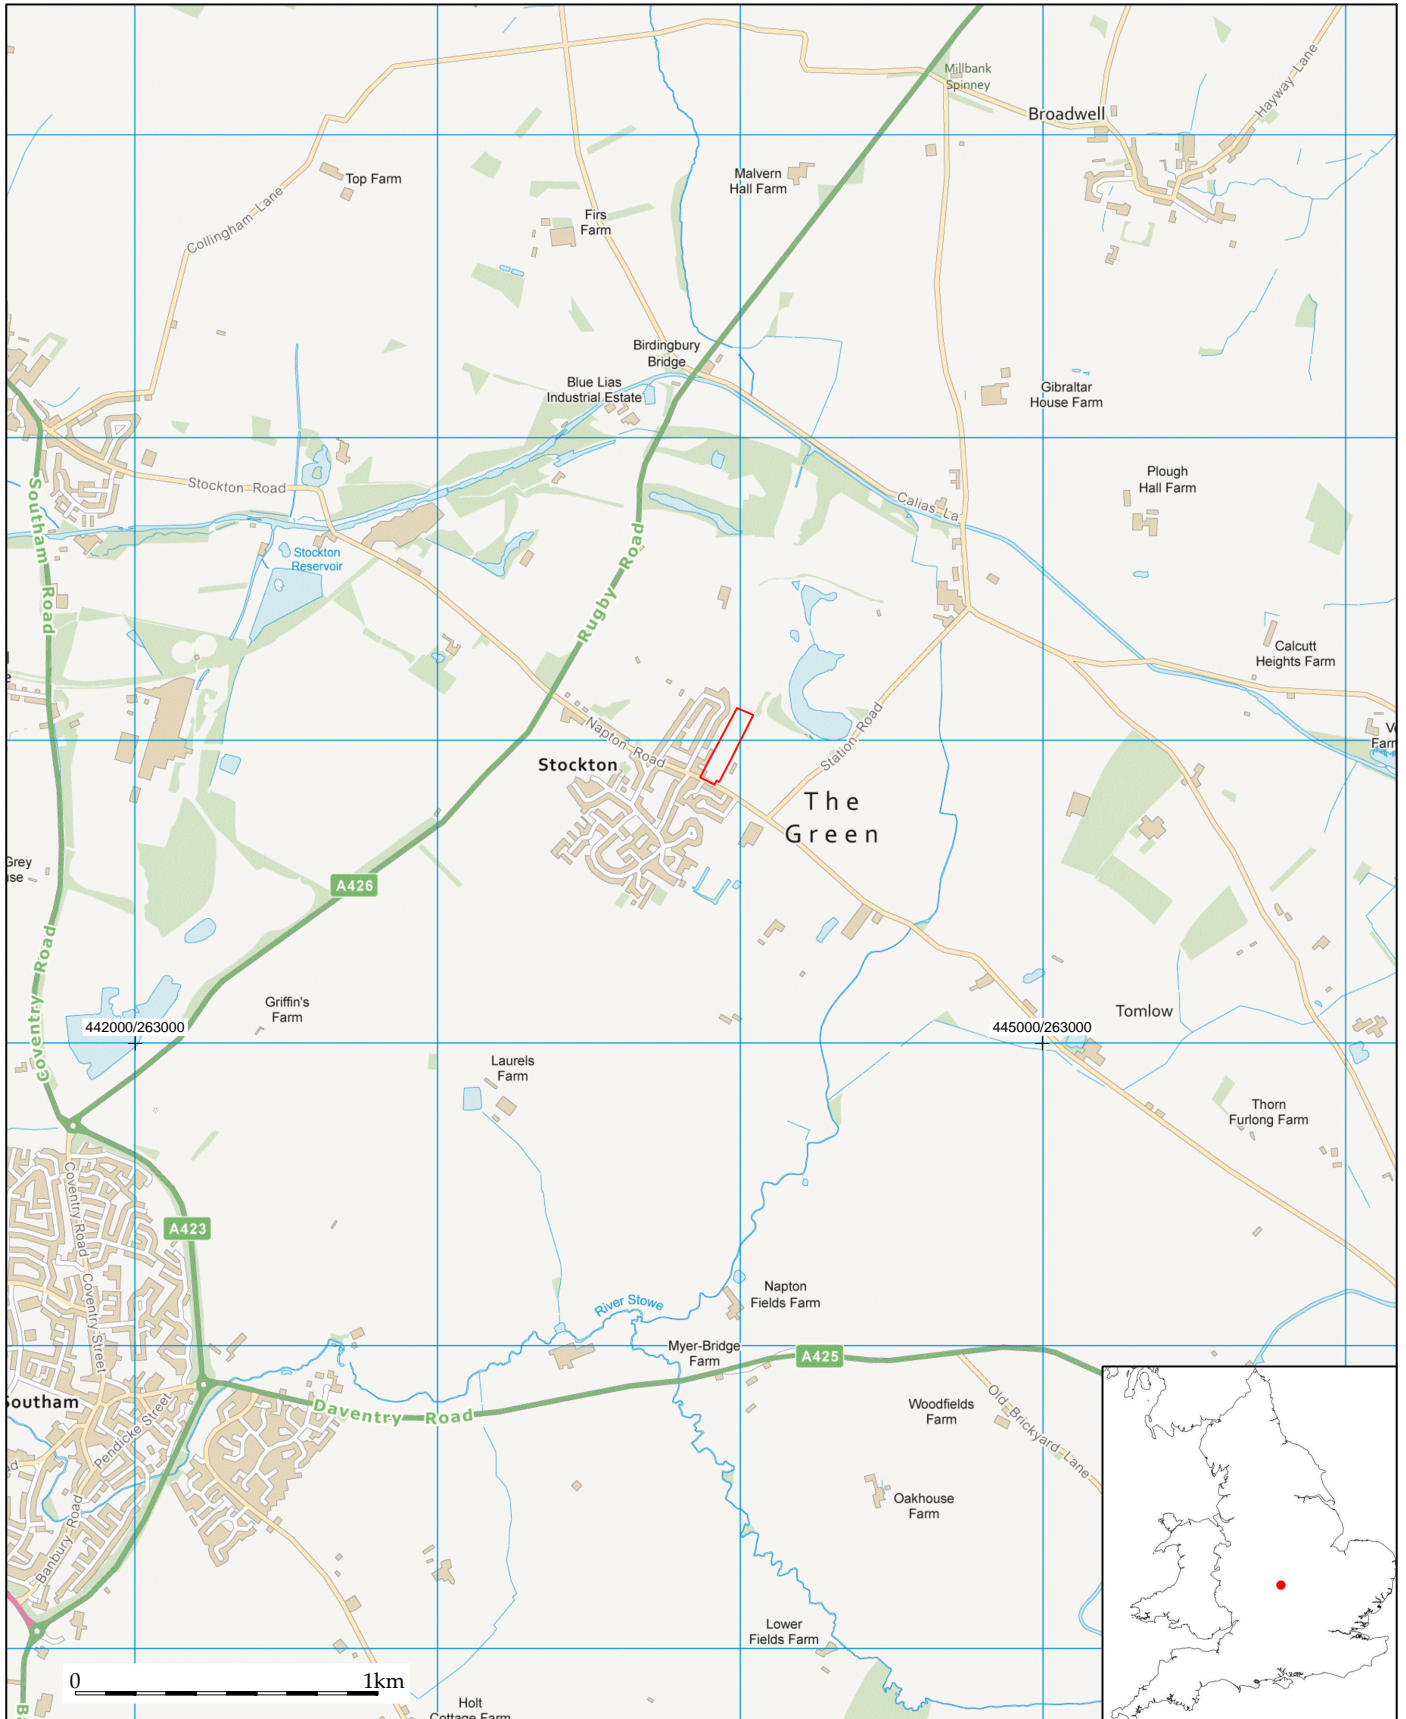 Millbank
Spinney
Broadwell
Hayway Lane
Malvern
Hall Farm
Top Farm
Collingham Lane
Firs
Farm
Birdingbury
Bridge
Blue Lias
Industrial Estate
Gibraltar
House Farm
Plough
Hall Farm
Stockton Road
Calias La
Southam Road
Stockton
Reservoir
Rugby Road
Calcutt
Heights Farm
Farm
Napton Road
Station Road
Stockton
The
Green
Grey
A426
Coventry Road
Griffin's
Farm
Tomlow
442000/263000
445000/263000
Laurels
Farm
Thorn
Furlong Farm
Coventry Road
A423
Coventry Street
Napton
Fields Farm
River Stowe
Myer-Bridge
Farm
A425
Southam
Pendicke Street
Daventry Road
Woodfields
Farm
Old Brickyard Lane
Oakhouse
Farm
Banbury Road
Lower
Fields Farm
0 1km
Holt
Cottage Farm